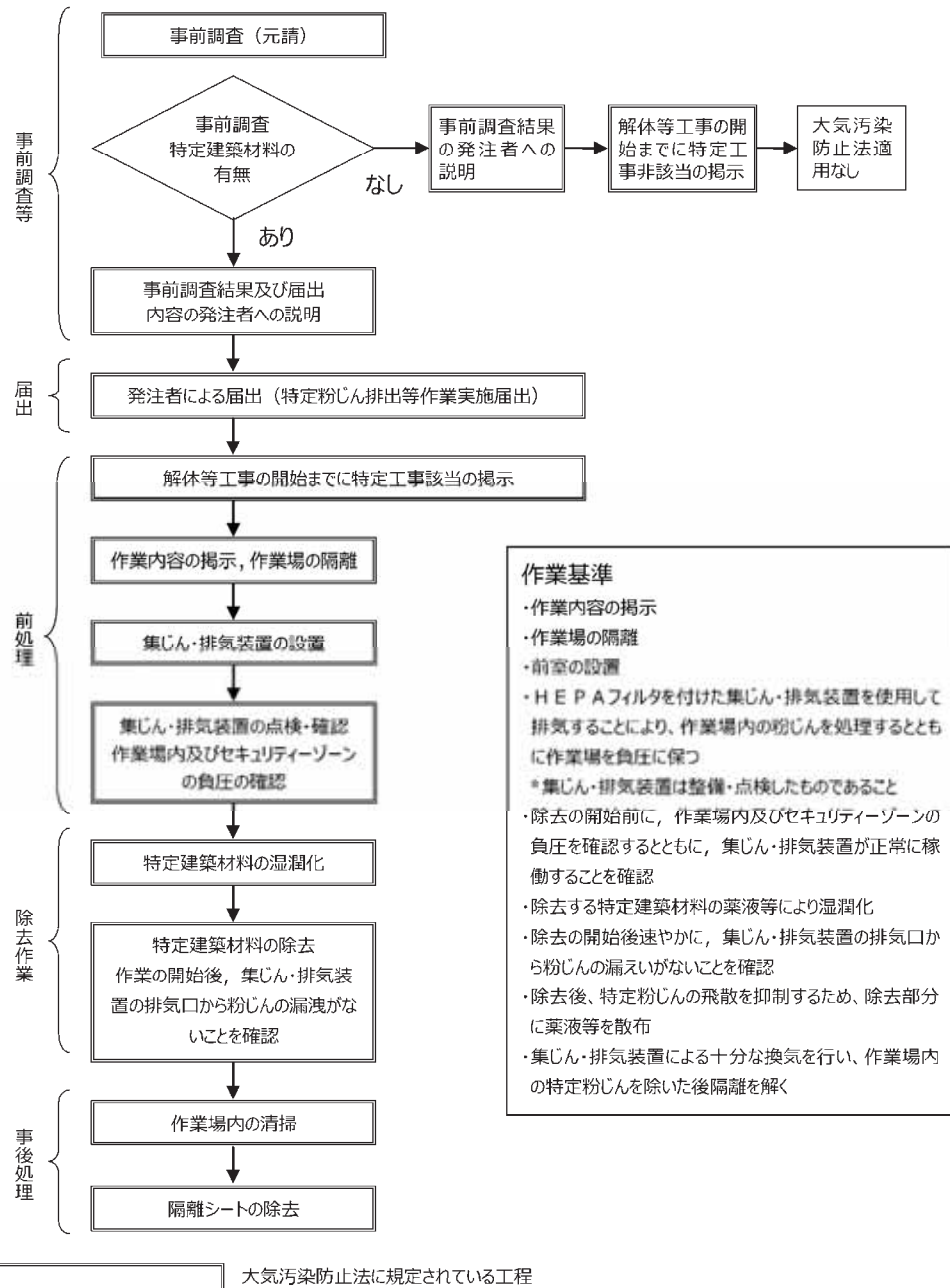 事前調査等
事前調査（元請）
事前調査
特定建築材料の
有無
なし
事前調査結果
の発注者への
説明
解体等工事の開
始までに特定工
事非該当の掲示
大気汚染
防止法適
用なし
あり
事前調査結果及び届出
内容の発注者への説明
届出
発注者による届出（特定粉じん排出等作業実施届出）
前処理
解体等工事の開始までに特定工事該当の掲示
作業内容の掲示，作業場の隔離
集じん・排気装置の設置
集じん・排気装置の点検・確認
作業場内及びセキュリティーゾーン
の負圧の確認
除去作業
特定建築材料の湿潤化
特定建築材料の除去
作業の開始後，集じん・排気装
置の排気口から粉じんの漏洩がな
いことを確認
事後処理
作業場内の清掃
隔離シートの除去
作業基準
・作業内容の掲示
・作業場の隔離
・前室の設置
・ＨＥＰＡフィルタを付けた集じん・排気装置を使用して
排気することにより、作業場内の粉じんを処理するととも
に作業場を負圧に保つ
*集じん・排気装置は整備・点検したものであること
・除去の開始前に，作業場内及びセキュリティーゾーンの
負圧を確認するとともに，集じん・排気装置が正常に稼
働することを確認
・除去する特定建築材料の薬液等により湿潤化
・除去の開始後速やかに，集じん・排気装置の排気口か
ら粉じんの漏えいがないことを確認
・除去後、特定粉じんの飛散を抑制するため、除去部分
に薬液等を散布
・集じん・排気装置による十分な換気を行い、作業場内
の特定粉じんを除いた後隔離を解く
大気汚染防止法に規定されている工程